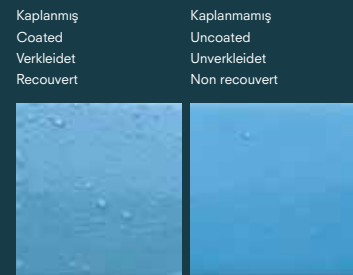 Kaplanmış
Coated
Verkleidet
Recouvert
Kaplanmamış
Uncoated
Unverkleidet
Non recouvert